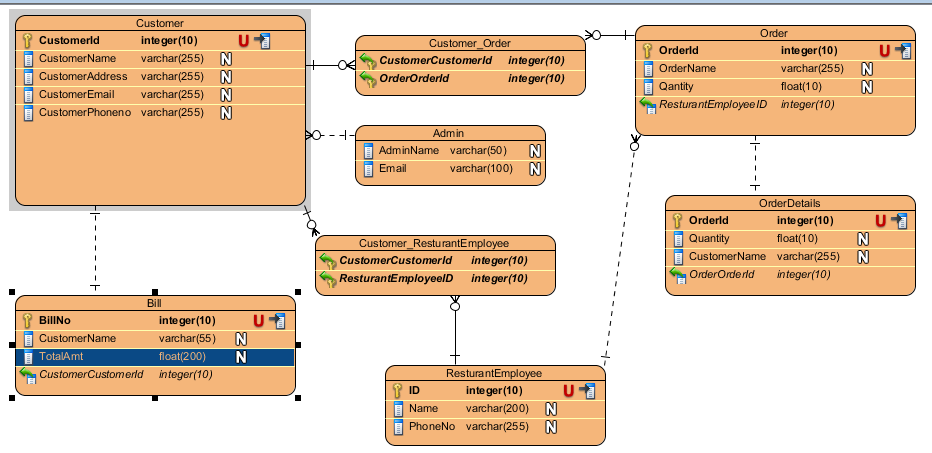 Customer
CustomerId integer(10) U
CustomerName varchar(255) N
CustomerAddress varchar(255) N
CustomerEmail varchar(255) N
CustomerPhoneno varchar(255) N
Customer_Order
CustomerCustomerId integer(10)
OrderOrderId integer(10)
Order
OrderId integer(10) U
OrderName varchar(255) N
Qantity float(10) N
ResturantEmployeeID integer(10)
Admin
AdminName varchar(50) N
Email varchar(100) N
OrderDetails
OrderId integer(10) U
Quantity float(10) N
CustomerName varchar(255) N
OrderOrderId integer(10)
Customer_ResturantEmployee
CustomerCustomerId integer(10)
ResturantEmployeeID integer(10)
Bill
BillNo integer(10) U
CustomerName varchar(55) N
TotalAmt float(200) N
CustomerCustomerId integer(10)
ResturantEmployee
ID integer(10) U
Name varchar(200) N
PhoneNo varchar(255) N